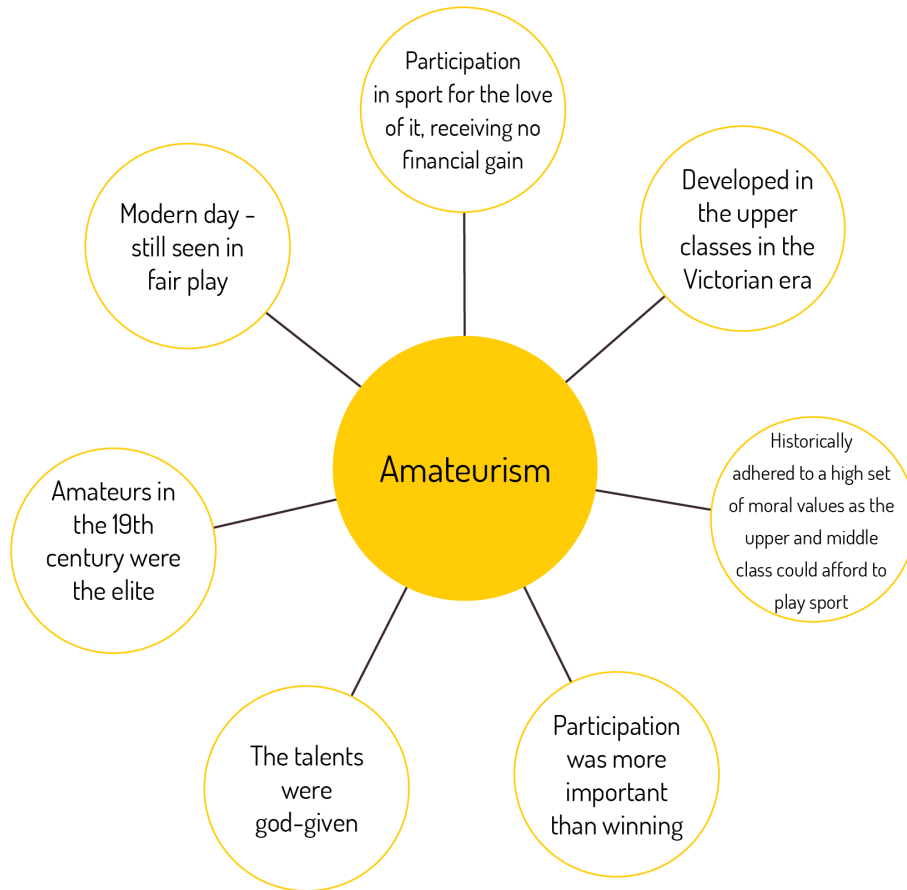 Participation
in sport for the love
of it, receiving no
financial gain
Developed in
the upper
classes in the
Victorian era
Historically
adhered to a high set
of moral values as the
upper and middle
class could afford to
play sport
Participation
was more
important
than winning
The talents
were
god-given
Amateurs in
the 19th
century were
the elite
Modern day -
still seen in
fair play
Amateurism